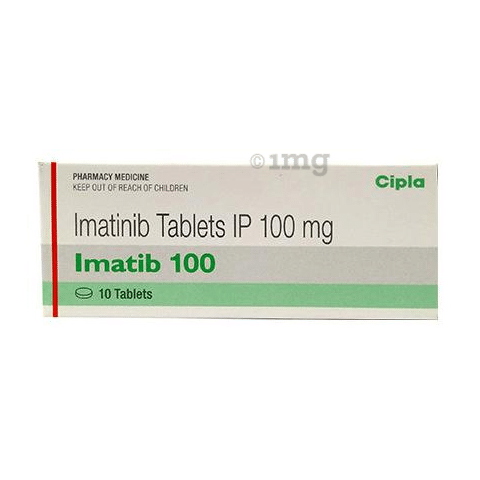 ©1mg
PHARMACY MEDICINE
KEEP OUT OF REACH OF CHILDREN
Cipla
Imatinib Tablets IP 100 mg
Imatib 100
10 Tablets